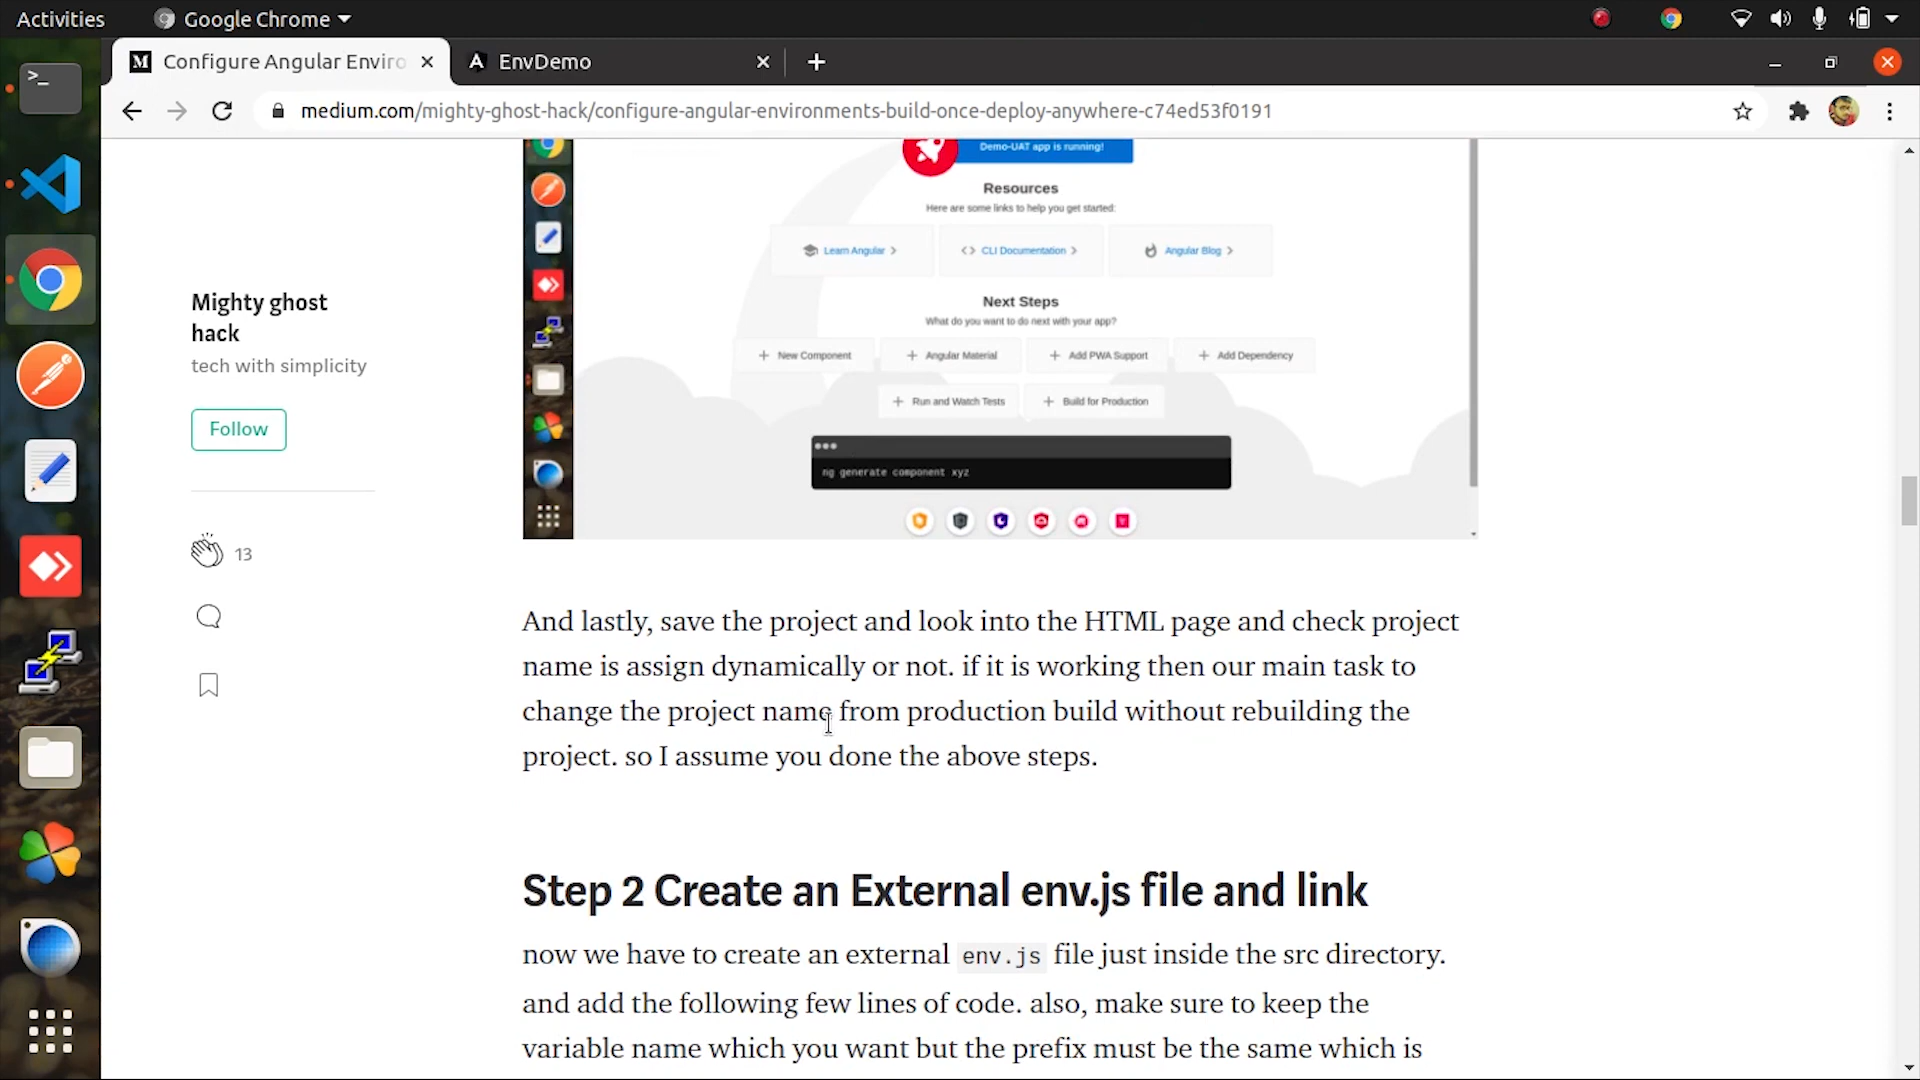 Activities
Google Chrome
Configure Angular Enviro
EnvDemo
medium.com/mighty-ghost-hack/configure-angular-environments-build-once-deploy-anywhere-c74ed53f0191
Demo-UAT app is running!
Resources
Here are some links to help you get started:
Learn Angular
CLI Documentation
Angular Blog
Next Steps
What do you want to do next with your app?
New Component
Angular Material
Add PWA Support
Add Dependency
Run and Watch Tests
Build for Production
ng generate component xyz
Mighty ghost
hack
tech with simplicity
Follow
13
And lastly, save the project and look into the HTML page and check project
name is assign dynamically or not. if it is working then our main task to
change the project name from production build without rebuilding the
project. so I assume you done the above steps.
Step 2 Create an External env.js file and link
now we have to create an external env.js file just inside the src directory.
and add the following few lines of code. also, make sure to keep the
variable name which you want but the prefix must be the same which is